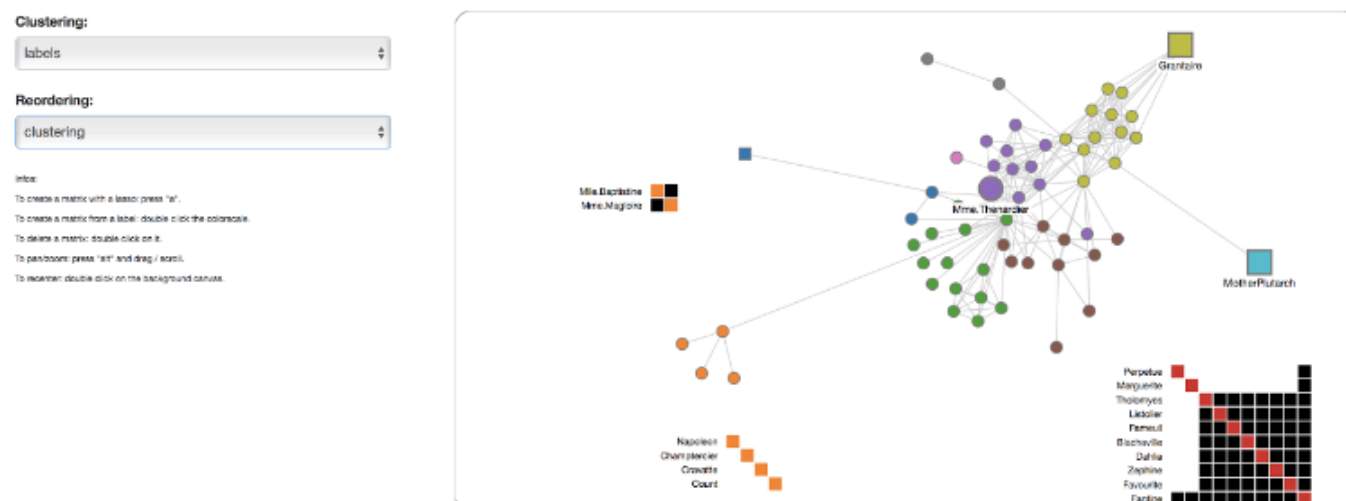 Clustering:
labels
Reordering:
clustering
Infos:
To create a matrix with a lasso: press "s".
To create a matrix from a label: double click the colorscale.
To delete a matrix: double click on it.
To pan/zoom: press "alt" and drag / scroll.
To recenter: double click on the background canvas.
Grantaire
Mlle.Baptistine
Mme.Magloire
Mme.Thenardier
MotherPlutarch
Perpetue
Marguerite
Tholomyes
Listolier
Fameuil
Blacheville
Dahlia
Zephine
Favourite
Fantine
Napoleon
Champtercier
Cravatte
Count